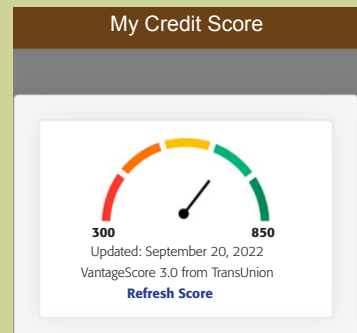 My Credit Score
300 850
Updated: September 20, 2022
VantageScore 3.0 from TransUnion
Refresh Score